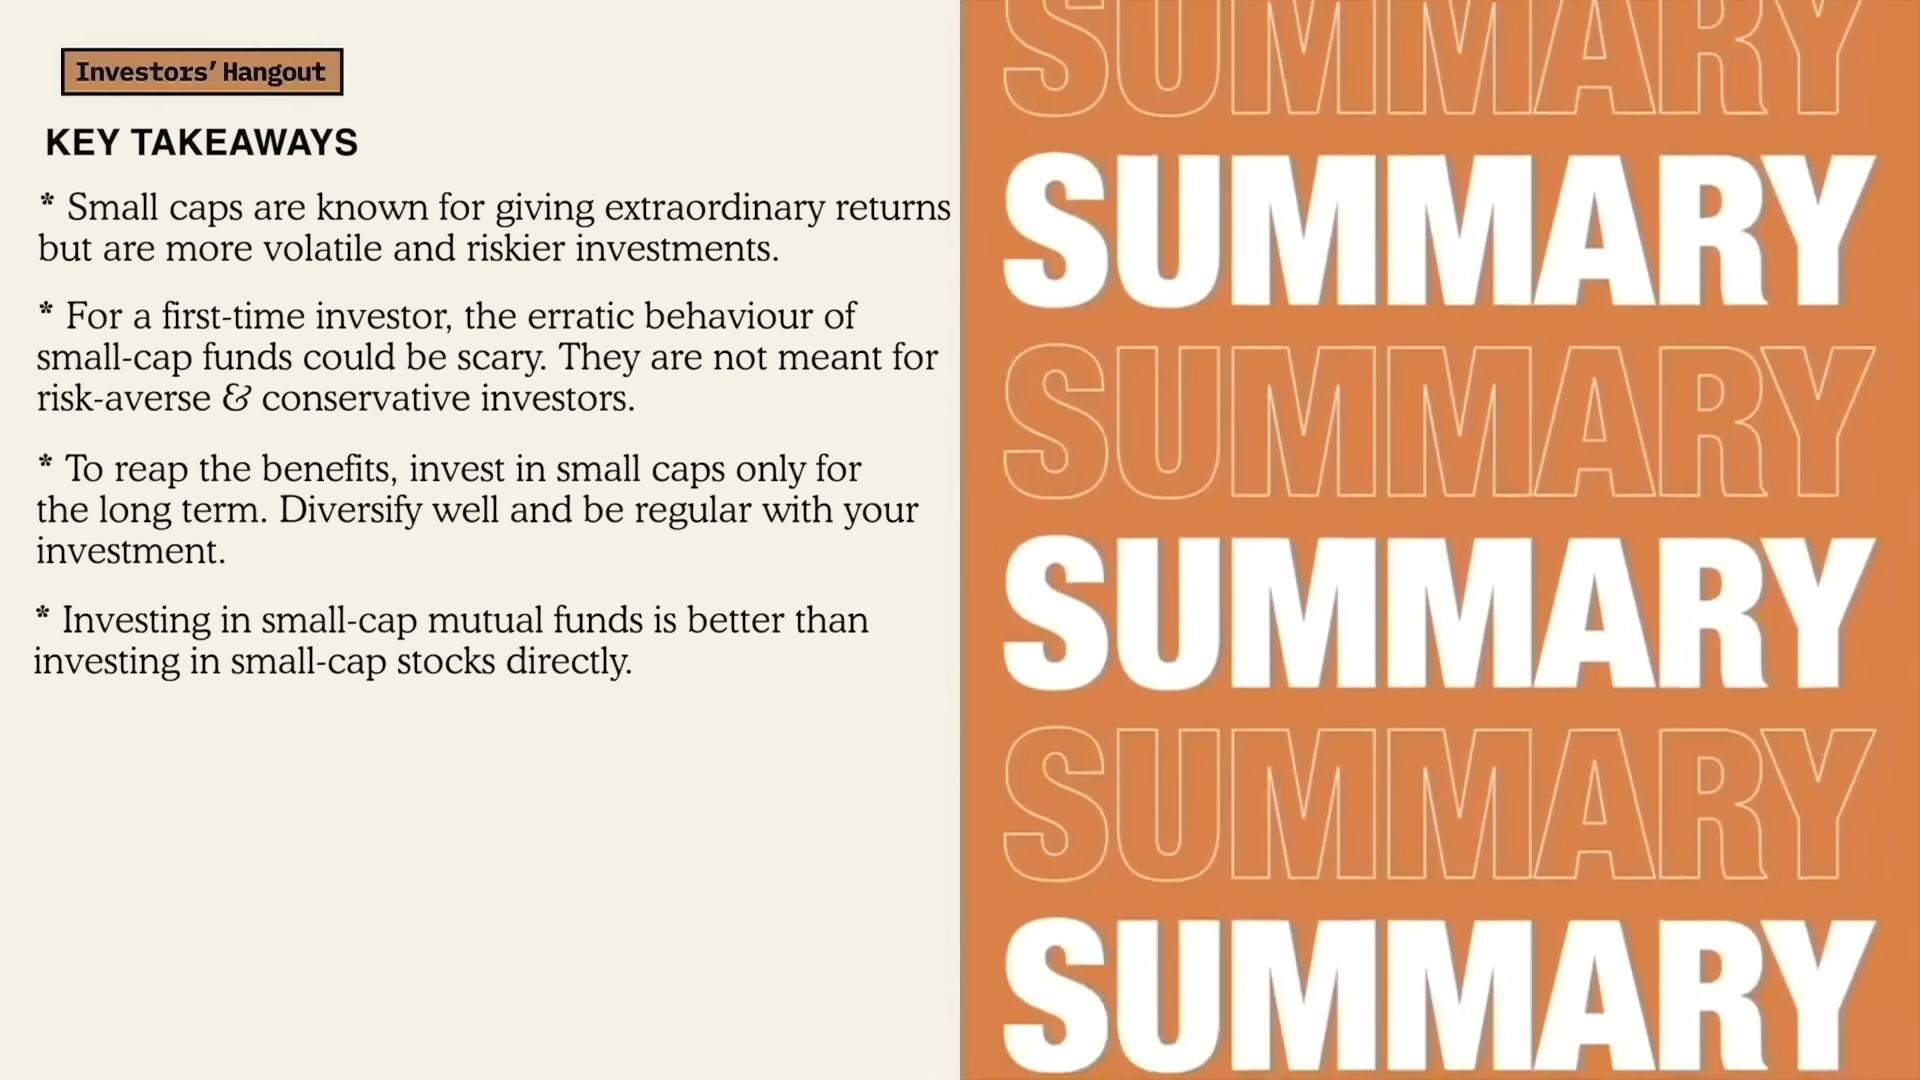 Investors' Hangout
KEY TAKEAWAYS
* Small caps are known for giving extraordinary returns
but are more volatile and riskier investments.
* For a first-time investor, the erratic behaviour of
small-cap funds could be scary. They are not meant for
risk-averse & conservative investors.
* To reap the benefits, invest in small caps only for
the long term. Diversify well and be regular with your
investment.
* Investing in small-cap mutual funds is better than
investing in small-cap stocks directly.
SUMMARY
SUMMARY
SUMMARY
SUMMARY
SUMMARY
SUMMARY